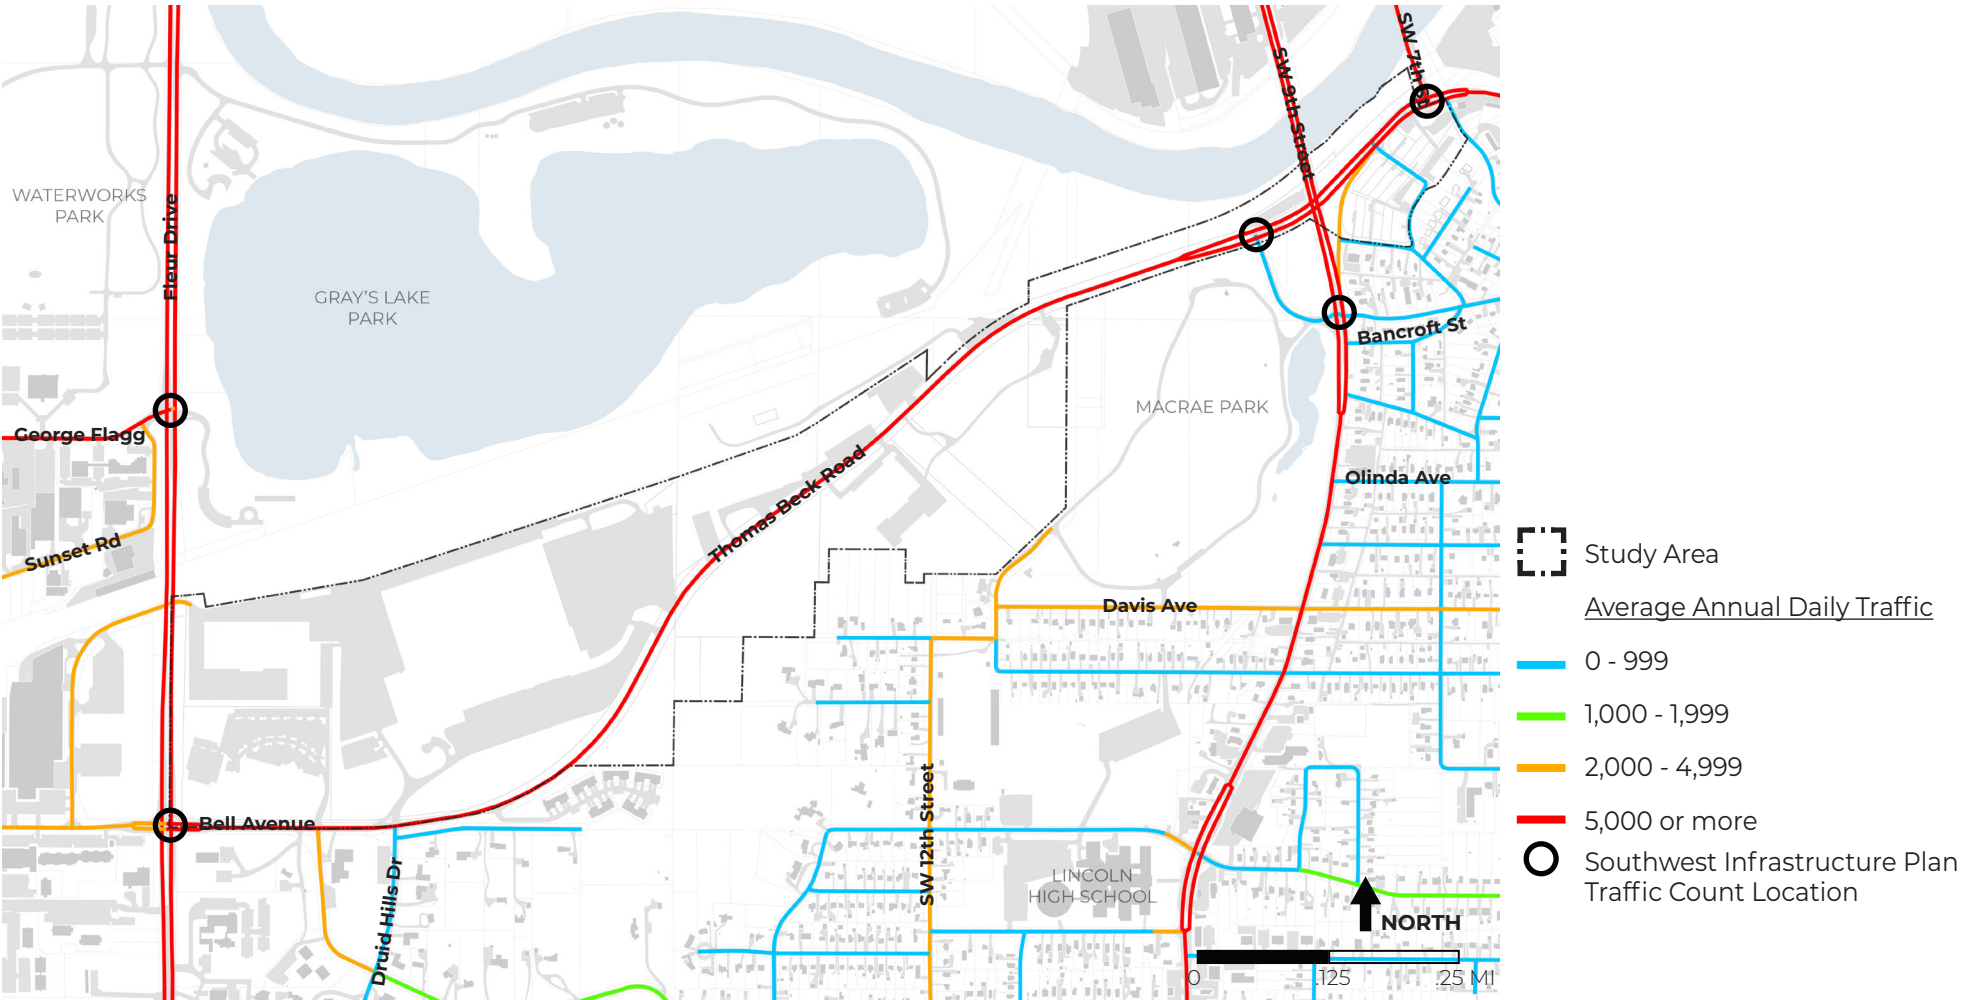 SW 7th St
SW 9th Street
WATERWORKS
PARK
Fleur Drive
GRAY'S LAKE
PARK
Bancroft St
MACRAE PARK
George Flagg
Olinda Ave
Thomas Beck Road
Sunset Rd
Davis Ave
Bell Avenue
SW 12th Street
Druid Hills Dr
LINCOLN
HIGH SCHOOL
NORTH
0 .125 .25 MI
Study Area
Average Annual Daily Traffic
0 - 999
1,000 - 1,999
2,000 - 4,999
5,000 or more
Southwest Infrastructure Plan
Traffic Count Location